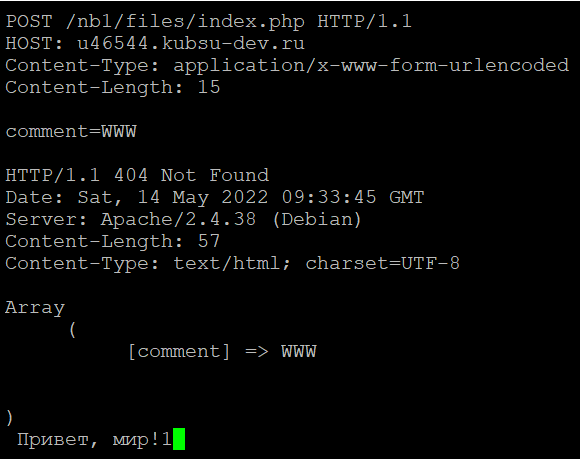 POST /nb1/files/index.php HTTP/1.1
HOST: u46544.kubsu-dev.ru
Content-Type: application/x-www-form-urlencoded
Content-Length: 15
comment=WWW
HTTP/1.1 404 Not Found
Date: Sat, 14 May 2022 09:33:45 GMT
Server: Apache/2.4.38 (Debian)
Content-Length: 57
Content-Type: text/html; charset=UTF-8
Array
(
[comment] => WWW
)
Привет, мир!1